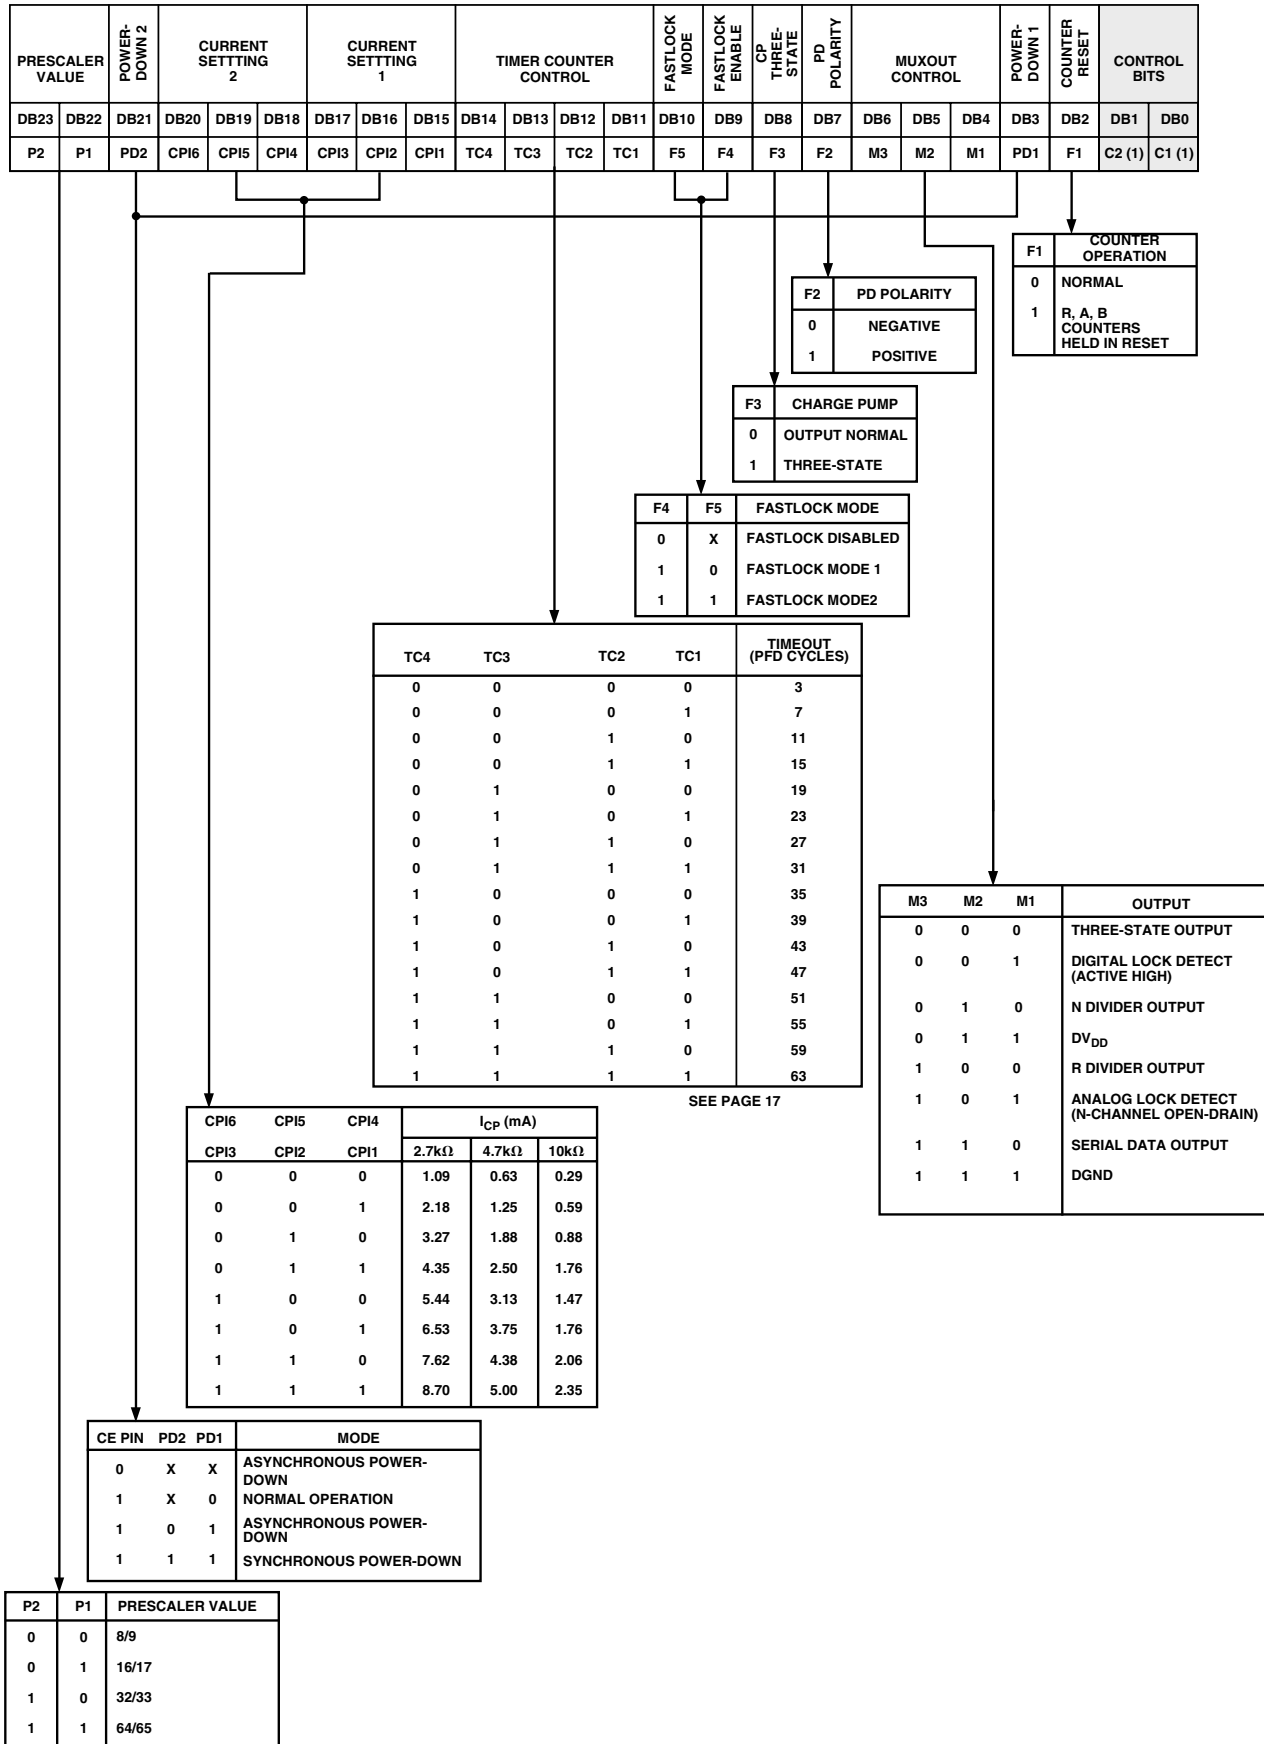 PRESCALER VALUE POWER-DOWN 2 CURRENT SETTTING 2 CURRENT SETTTING 1 TIMER COUNTER CONTROL FASTLOCK MODE FASTLOCK ENABLE CP THREE-STATE PD POLARITY MUXOUT CONTROL POWER-DOWN 1 COUNTER RESET CONTROL BITS
DB23 DB22 DB21 DB20 DB19 DB18 DB17 DB16 DB15 DB14 DB13 DB12 DB11 DB10 DB9 DB8 DB7 DB6 DB5 DB4 DB3 DB2 DB1 DB0
P2 P1 PD2 CPI6 CPI5 CPI4 CPI3 CPI2 CPI1 TC4 TC3 TC2 TC1 F5 F4 F3 F2 M3 M2 M1 PD1 F1 C2 (1) C1 (1)
F1 COUNTER OPERATION
0 NORMAL
1 R, A, B
COUNTERS
HELD IN RESET
F2 PD POLARITY
0 NEGATIVE
1 POSITIVE
F3 CHARGE PUMP
0 OUTPUT NORMAL
1 THREE-STATE
F4 F5 FASTLOCK MODE
0 X FASTLOCK DISABLED
1 0 FASTLOCK MODE 1
1 1 FASTLOCK MODE2
TC4 TC3 TC2 TC1 TIMEOUT (PFD CYCLES)
0 0 0 0 3
0 0 0 1 7
0 0 1 0 11
0 0 1 1 15
0 1 0 0 19
0 1 0 1 23
0 1 1 0 27
0 1 1 1 31
1 0 0 0 35
1 0 0 1 39
1 0 1 0 43
1 0 1 1 47
1 1 0 0 51
1 1 0 1 55
1 1 1 0 59
1 1 1 1 63
SEE PAGE 17
M3 M2 M1 OUTPUT
0 0 0 THREE-STATE OUTPUT
0 0 1 DIGITAL LOCK DETECT
(ACTIVE HIGH)
0 1 0 N DIVIDER OUTPUT
0 1 1 DVDD
1 0 0 R DIVIDER OUTPUT
1 0 1 ANALOG LOCK DETECT
(N-CHANNEL OPEN-DRAIN)
1 1 0 SERIAL DATA OUTPUT
1 1 1 DGND
CPI6 CPI5 CPI4 ICP (mA)
CPI3 CPI2 CPI1 2.7kΩ 4.7kΩ 10kΩ
0 0 0 1.09 0.63 0.29
0 0 1 2.18 1.25 0.59
0 1 0 3.27 1.88 0.88
0 1 1 4.35 2.50 1.76
1 0 0 5.44 3.13 1.47
1 0 1 6.53 3.75 1.76
1 1 0 7.62 4.38 2.06
1 1 1 8.70 5.00 2.35
CE PIN PD2 PD1 MODE
0 X X ASYNCHRONOUS POWER-
DOWN
1 X 0 NORMAL OPERATION
1 0 1 ASYNCHRONOUS POWER-
DOWN
1 1 1 SYNCHRONOUS POWER-DOWN
P2 P1 PRESCALER VALUE
0 0 8/9
0 1 16/17
1 0 32/33
1 1 64/65